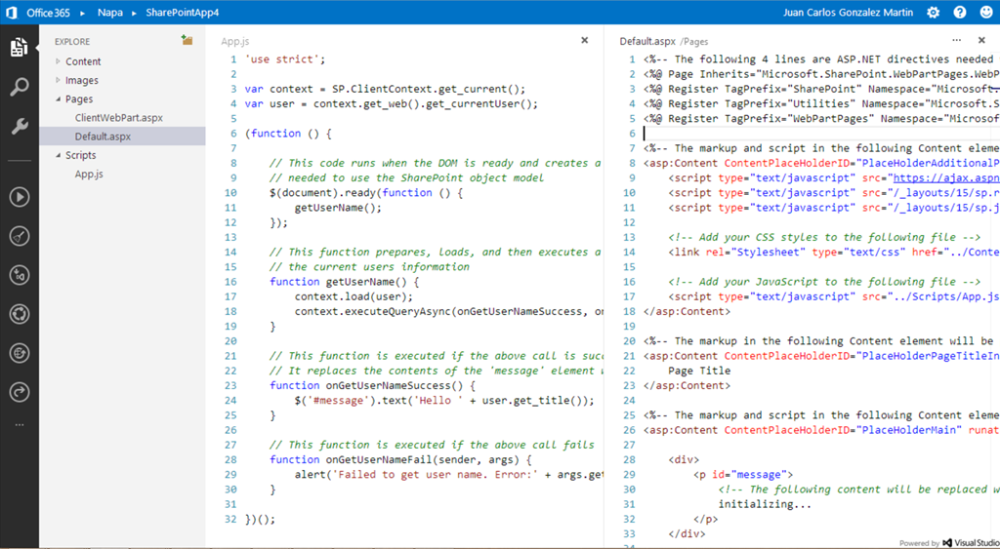 Office 365 ▸ Napa ▸ SharePointApp4
Juan Carlos Gonzalez Martin
EXPLORE
Content
Images
Pages
ClientWebPart.aspx
Default.aspx
Scripts
App.js
App.js
1 'use strict';
2
3 var context = SP.ClientContext.get_current();
4 var user = context.get_web().get_currentUser();
5
6 (function () {
7
8 // This code runs when the DOM is ready and creates a
9 // needed to use the SharePoint object model
10 $(document).ready(function () {
11 getUserName();
12 });
13
14 // This function prepares, loads, and then executes a
15 // the current users information
16 function getUserName() {
17 context.load(user);
18 context.executeQueryAsync(onGetUserNameSuccess, on
19 }
20
21 // This function is executed if the above call is succ
22 // It replaces the contents of the 'message' element w
23 function onGetUserNameSuccess() {
24 $('#message').text('Hello ' + user.get_title());
25 }
26
27 // This function is executed if the above call fails
28 function onGetUserNameFail(sender, args) {
29 alert('Failed to get user name. Error:' + args.get
30 }
31
32 })();
Default.aspx /Pages
1 <%-- The following 4 lines are ASP.NET directives needed
2 <%@ Page Inherits="Microsoft.SharePoint.WebPartPages.WebP
3 <%@ Register TagPrefix="SharePoint" Namespace="Microsoft.
4 <%@ Register TagPrefix="Utilities" Namespace="Microsoft.S
5 <%@ Register TagPrefix="WebPartPages" Namespace="Microsof
6
7 <%-- The markup and script in the following Content eleme
8 <asp:Content ContentPlaceHolderID="PlaceHolderAdditionalP
9 <script type="text/javascript" src="https://ajax.aspn
10 <script type="text/javascript" src="/_layouts/15/sp.r
11 <script type="text/javascript" src="/_layouts/15/sp.j
12
13 <!-- Add your CSS styles to the following file -->
14 <link rel="Stylesheet" type="text/css" href="../Conte
15
16 <!-- Add your JavaScript to the following file -->
17 <script type="text/javascript" src="../Scripts/App.js
18 </asp:Content>
19
20 <%-- The markup in the following Content element will be
21 <asp:Content ContentPlaceHolderID="PlaceHolderPageTitleIn
22 Page Title
23 </asp:Content>
24
25 <%-- The markup and script in the following Content eleme
26 <asp:Content ContentPlaceHolderID="PlaceHolderMain" runat
27
28 <div>
29 <p id="message">
30 <!-- The following content will be replaced w
31 initializing...
32 </p>
33 </div>
Powered by Visual Studio